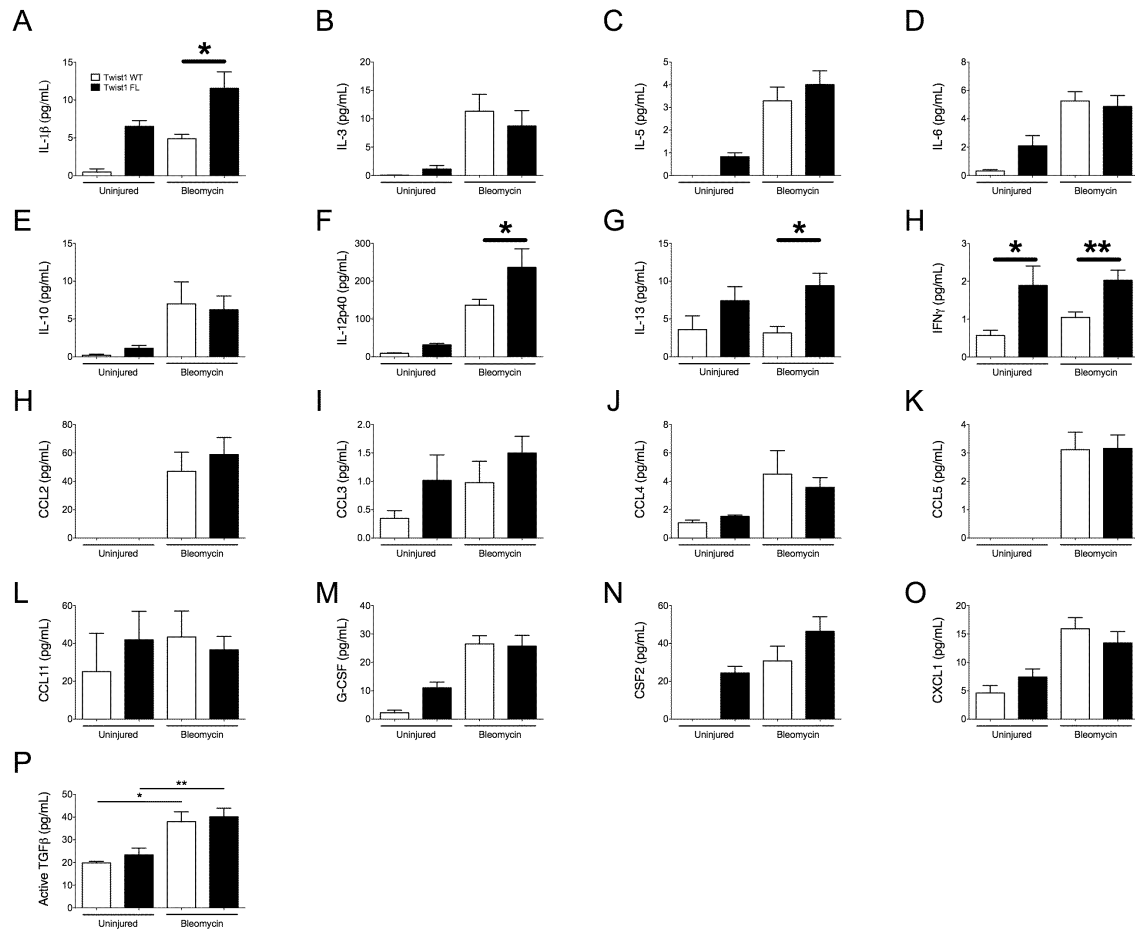 A B C D
*
IL-1β (pg/mL)
15
10
5
0
Twist1 WT
Twist1 FL
Uninjured Bleomycin
IL-3 (pg/mL)
20
15
10
5
0
Uninjured Bleomycin
IL-5 (pg/mL)
5
4
3
2
1
0
Uninjured Bleomycin
IL-6 (pg/mL)
8
6
4
2
0
Uninjured Bleomycin
E F G H
IL-10 (pg/mL)
15
10
5
0
Uninjured Bleomycin
*
IL-12p40 (pg/mL)
300
200
100
0
Uninjured Bleomycin
*
IL-13 (pg/mL)
15
10
5
0
Uninjured Bleomycin
* **
IFNγ (pg/mL)
3
2
1
0
Uninjured Bleomycin
H I J K
CCL2 (pg/mL)
80
60
40
20
0
Uninjured Bleomycin
CCL3 (pg/mL)
2.0
1.5
1.0
0.5
0.0
Uninjured Bleomycin
CCL4 (pg/mL)
8
6
4
2
0
Uninjured Bleomycin
CCL5 (pg/mL)
4
3
2
1
0
Uninjured Bleomycin
L M N O
CCL11 (pg/mL)
60
40
20
0
Uninjured Bleomycin
G-CSF (pg/mL)
40
30
20
10
0
Uninjured Bleomycin
CSF2 (pg/mL)
60
40
20
0
Uninjured Bleomycin
CXCL1 (pg/mL)
20
15
10
5
0
Uninjured Bleomycin
P
**
*
Active TGFβ (pg/mL)
50
40
30
20
10
0
Uninjured Bleomycin